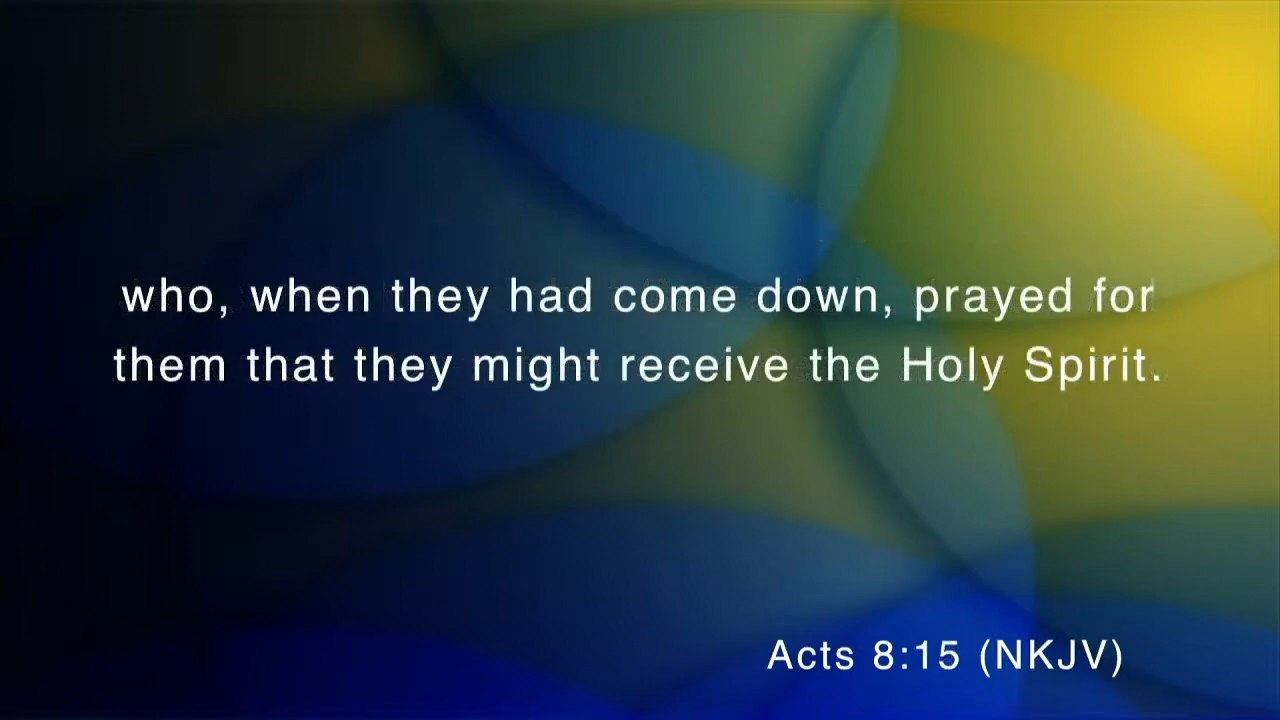 who, when they had come down, prayed for
them that they might receive the Holy Spirit.
Acts 8:15 (NKJV)